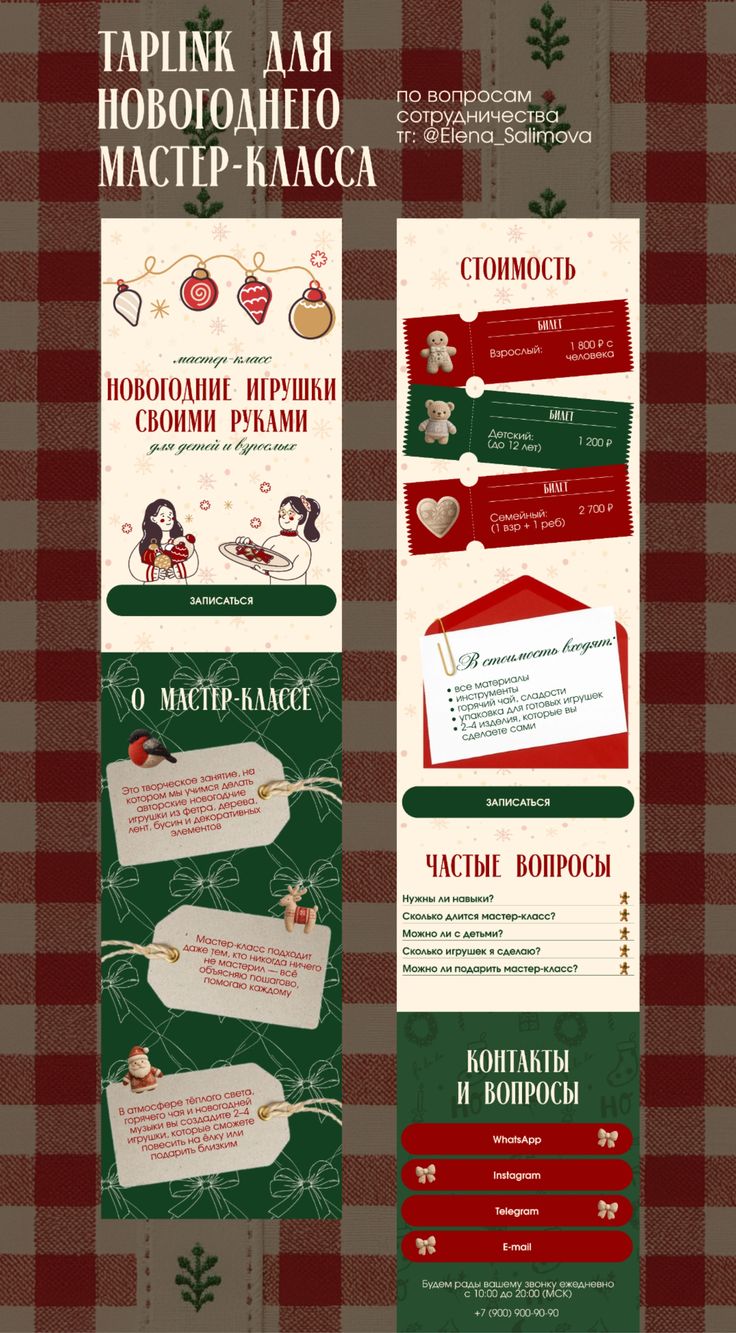 TAPLINK ДЛЯ
НОВОГОДНЕГО
МАСТЕР-КЛАССА
по вопросам
сотрудничества
тг: @Elena_Salimova
мастер-класс
НОВОГОДНИЕ ИГРУШКИ
СВОИМИ РУКАМИ
для детей и взрослых
ЗАПИСАТЬСЯ
О МАСТЕР-КЛАССЕ
Это творческое занятие, на
котором мы учимся делать
авторские новогодние
игрушки из фетра, дерева,
лент, бусин и декоративных
элементов
Мастер-класс подходит
даже тем, кто никогда ничего
не мастерил — всё
объясняю пошагово,
помогаю каждому
В атмосфере тёплого света,
горячего чая и новогодней
музыки вы создадите 2–4
игрушки, которые сможете
повесить на ёлку или
подарить близким
СТОИМОСТЬ
БИЛЕТ
Взрослый:
1 800 ₽ с
человека
БИЛЕТ
Детский:
(до 12 лет)
1 200 ₽
БИЛЕТ
Семейный:
(1 взр + 1 реб)
2 700 ₽
В стоимость входят:
• все материалы
• инструменты
• горячий чай, сладости
• упаковка для готовых игрушек
• 2–4 изделия, которые вы
сделаете сами
ЗАПИСАТЬСЯ
ЧАСТЫЕ ВОПРОСЫ
Нужны ли навыки?
Сколько длится мастер-класс?
Можно ли с детьми?
Сколько игрушек я сделаю?
Можно ли подарить мастер-класс?
КОНТАКТЫ
И ВОПРОСЫ
WhatsApp
Instagram
Telegram
E-mail
Будем рады вашему звонку ежедневно
с 10:00 до 20:00 (МСК)
+7 (900) 900-90-90